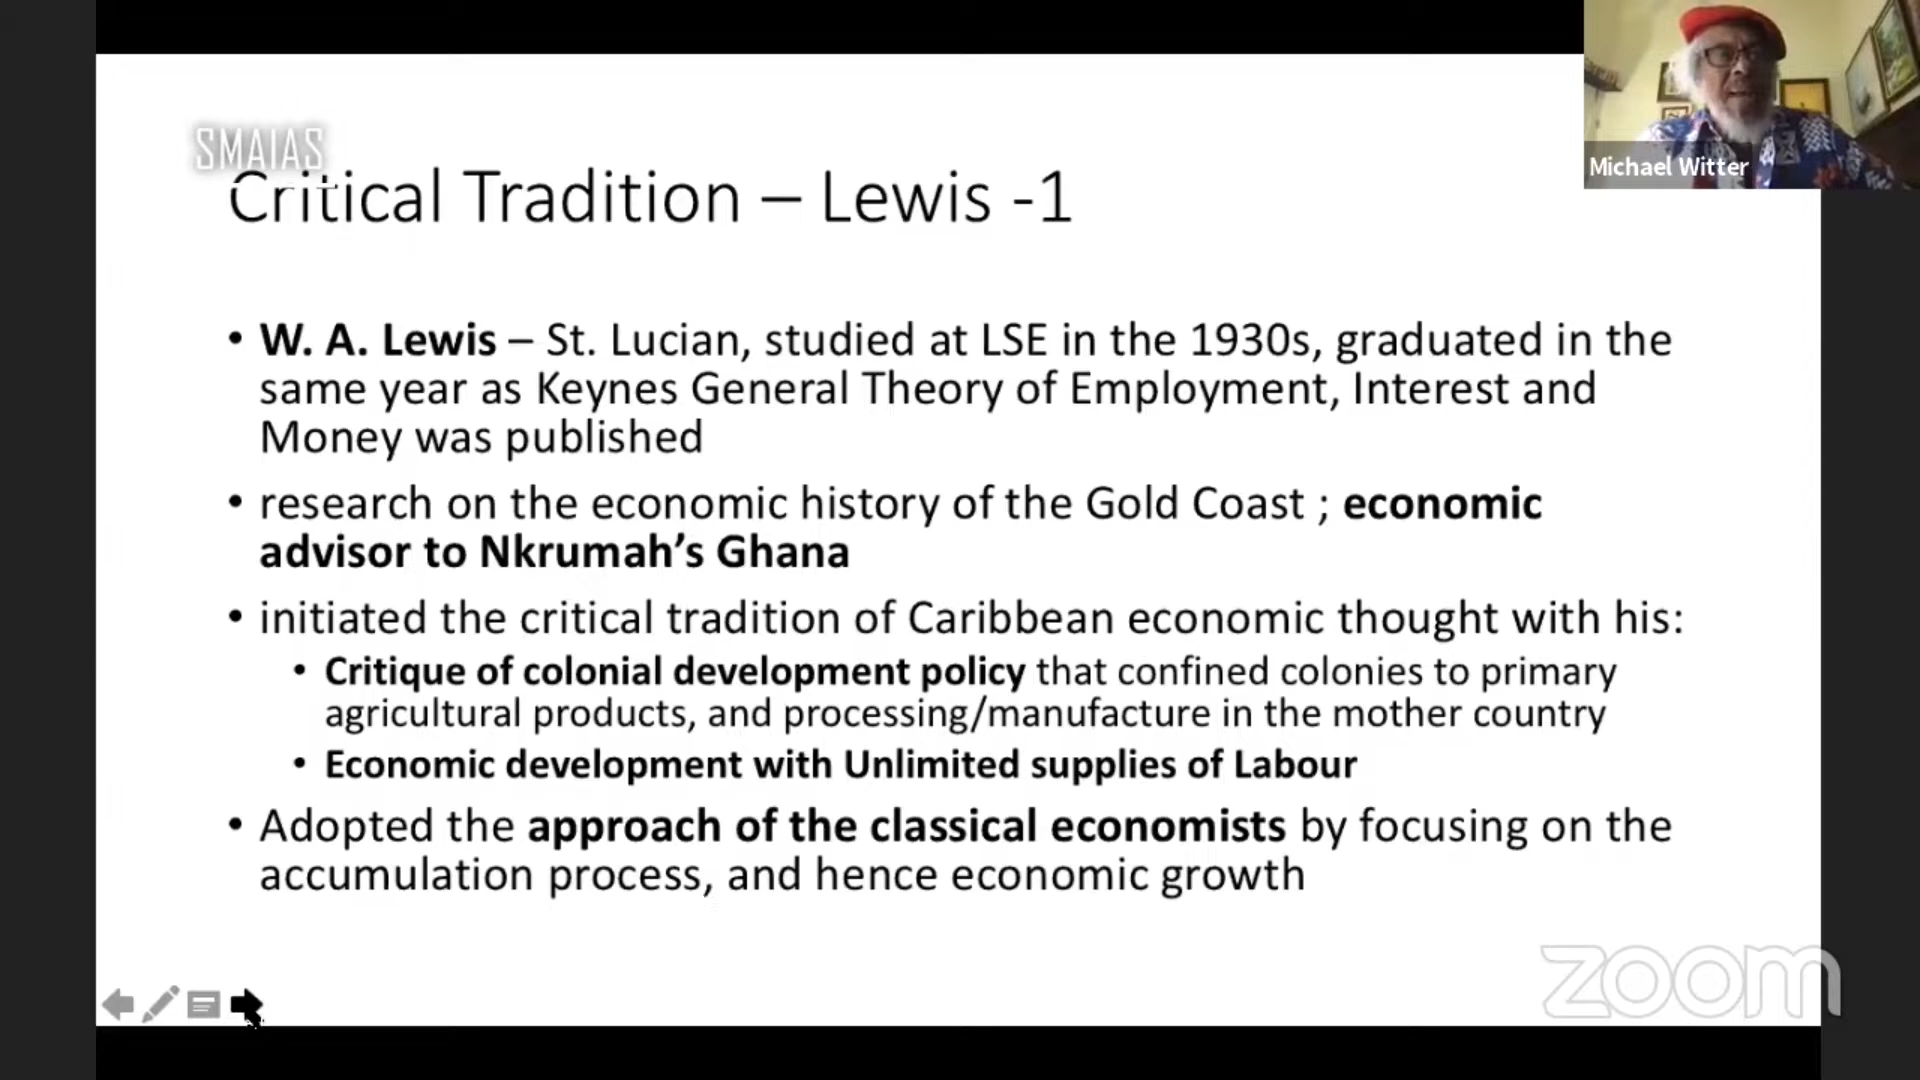 SMAIAS
Critical Tradition – Lewis -1
Michael Witter
• W. A. Lewis – St. Lucian, studied at LSE in the 1930s, graduated in the
same year as Keynes General Theory of Employment, Interest and
Money was published
• research on the economic history of the Gold Coast ; economic
advisor to Nkrumah’s Ghana
• initiated the critical tradition of Caribbean economic thought with his:
• Critique of colonial development policy that confined colonies to primary
agricultural products, and processing/manufacture in the mother country
• Economic development with Unlimited supplies of Labour
• Adopted the approach of the classical economists by focusing on the
accumulation process, and hence economic growth
zoom